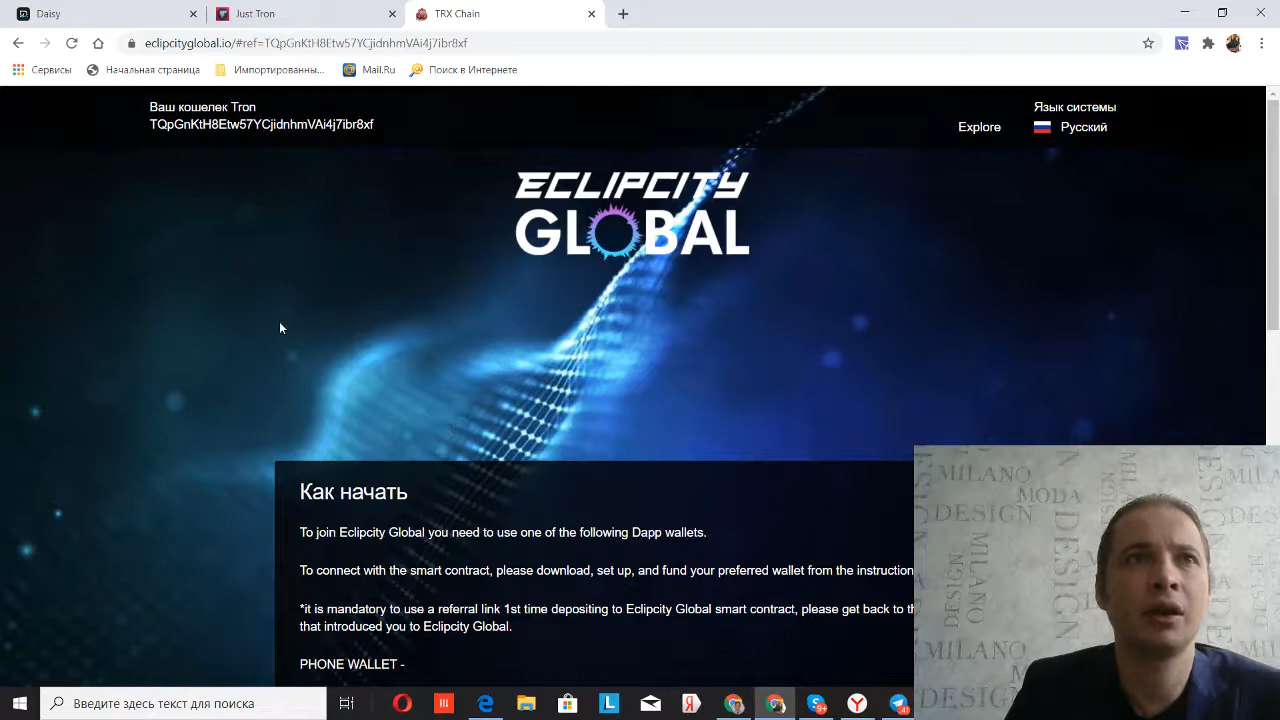 Daisy
Just Tron
TRX Chain
eclipcityglobal.io/#ref=TQpGnKtH8Etw57YCjidnhmVAi4j7ibr8xf
Сервисы
Начальная страница
Импортированны...
Mail.Ru
Поиск в Интернете
Ваш кошелек Tron
TQpGnKtH8Etw57YCjidnhmVAi4j7ibr8xf
Explore
Язык системы
Русский
ECLIPCITY
GLOBAL
Как начать
To join Eclipcity Global you need to use one of the following Dapp wallets.
To connect with the smart contract, please download, set up, and fund your preferred wallet from the instruction
*it is mandatory to use a referral link 1st time depositing to Eclipcity Global smart contract, please get back to th
that introduced you to Eclipcity Global.
PHONE WALLET -
MILANO
MODA
DESIGN
MILANO
DESIGN
MILANO
DESIGN
Введите здесь текст для поиска